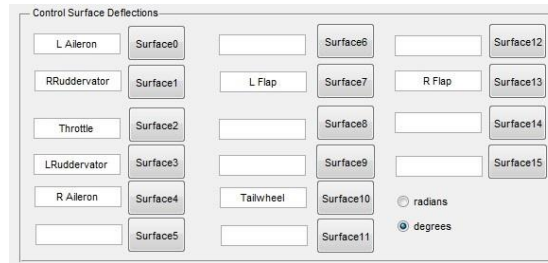 Control Surface Deflections
L Aileron Surface0 Surface6 Surface12
RRuddervator Surface1 L Flap Surface7 R Flap Surface13
Throttle Surface2 Surface8 Surface14
LRuddervator Surface3 Surface9 Surface15
R Aileron Surface4 Tailwheel Surface10 radians
Surface5 Surface11 degrees